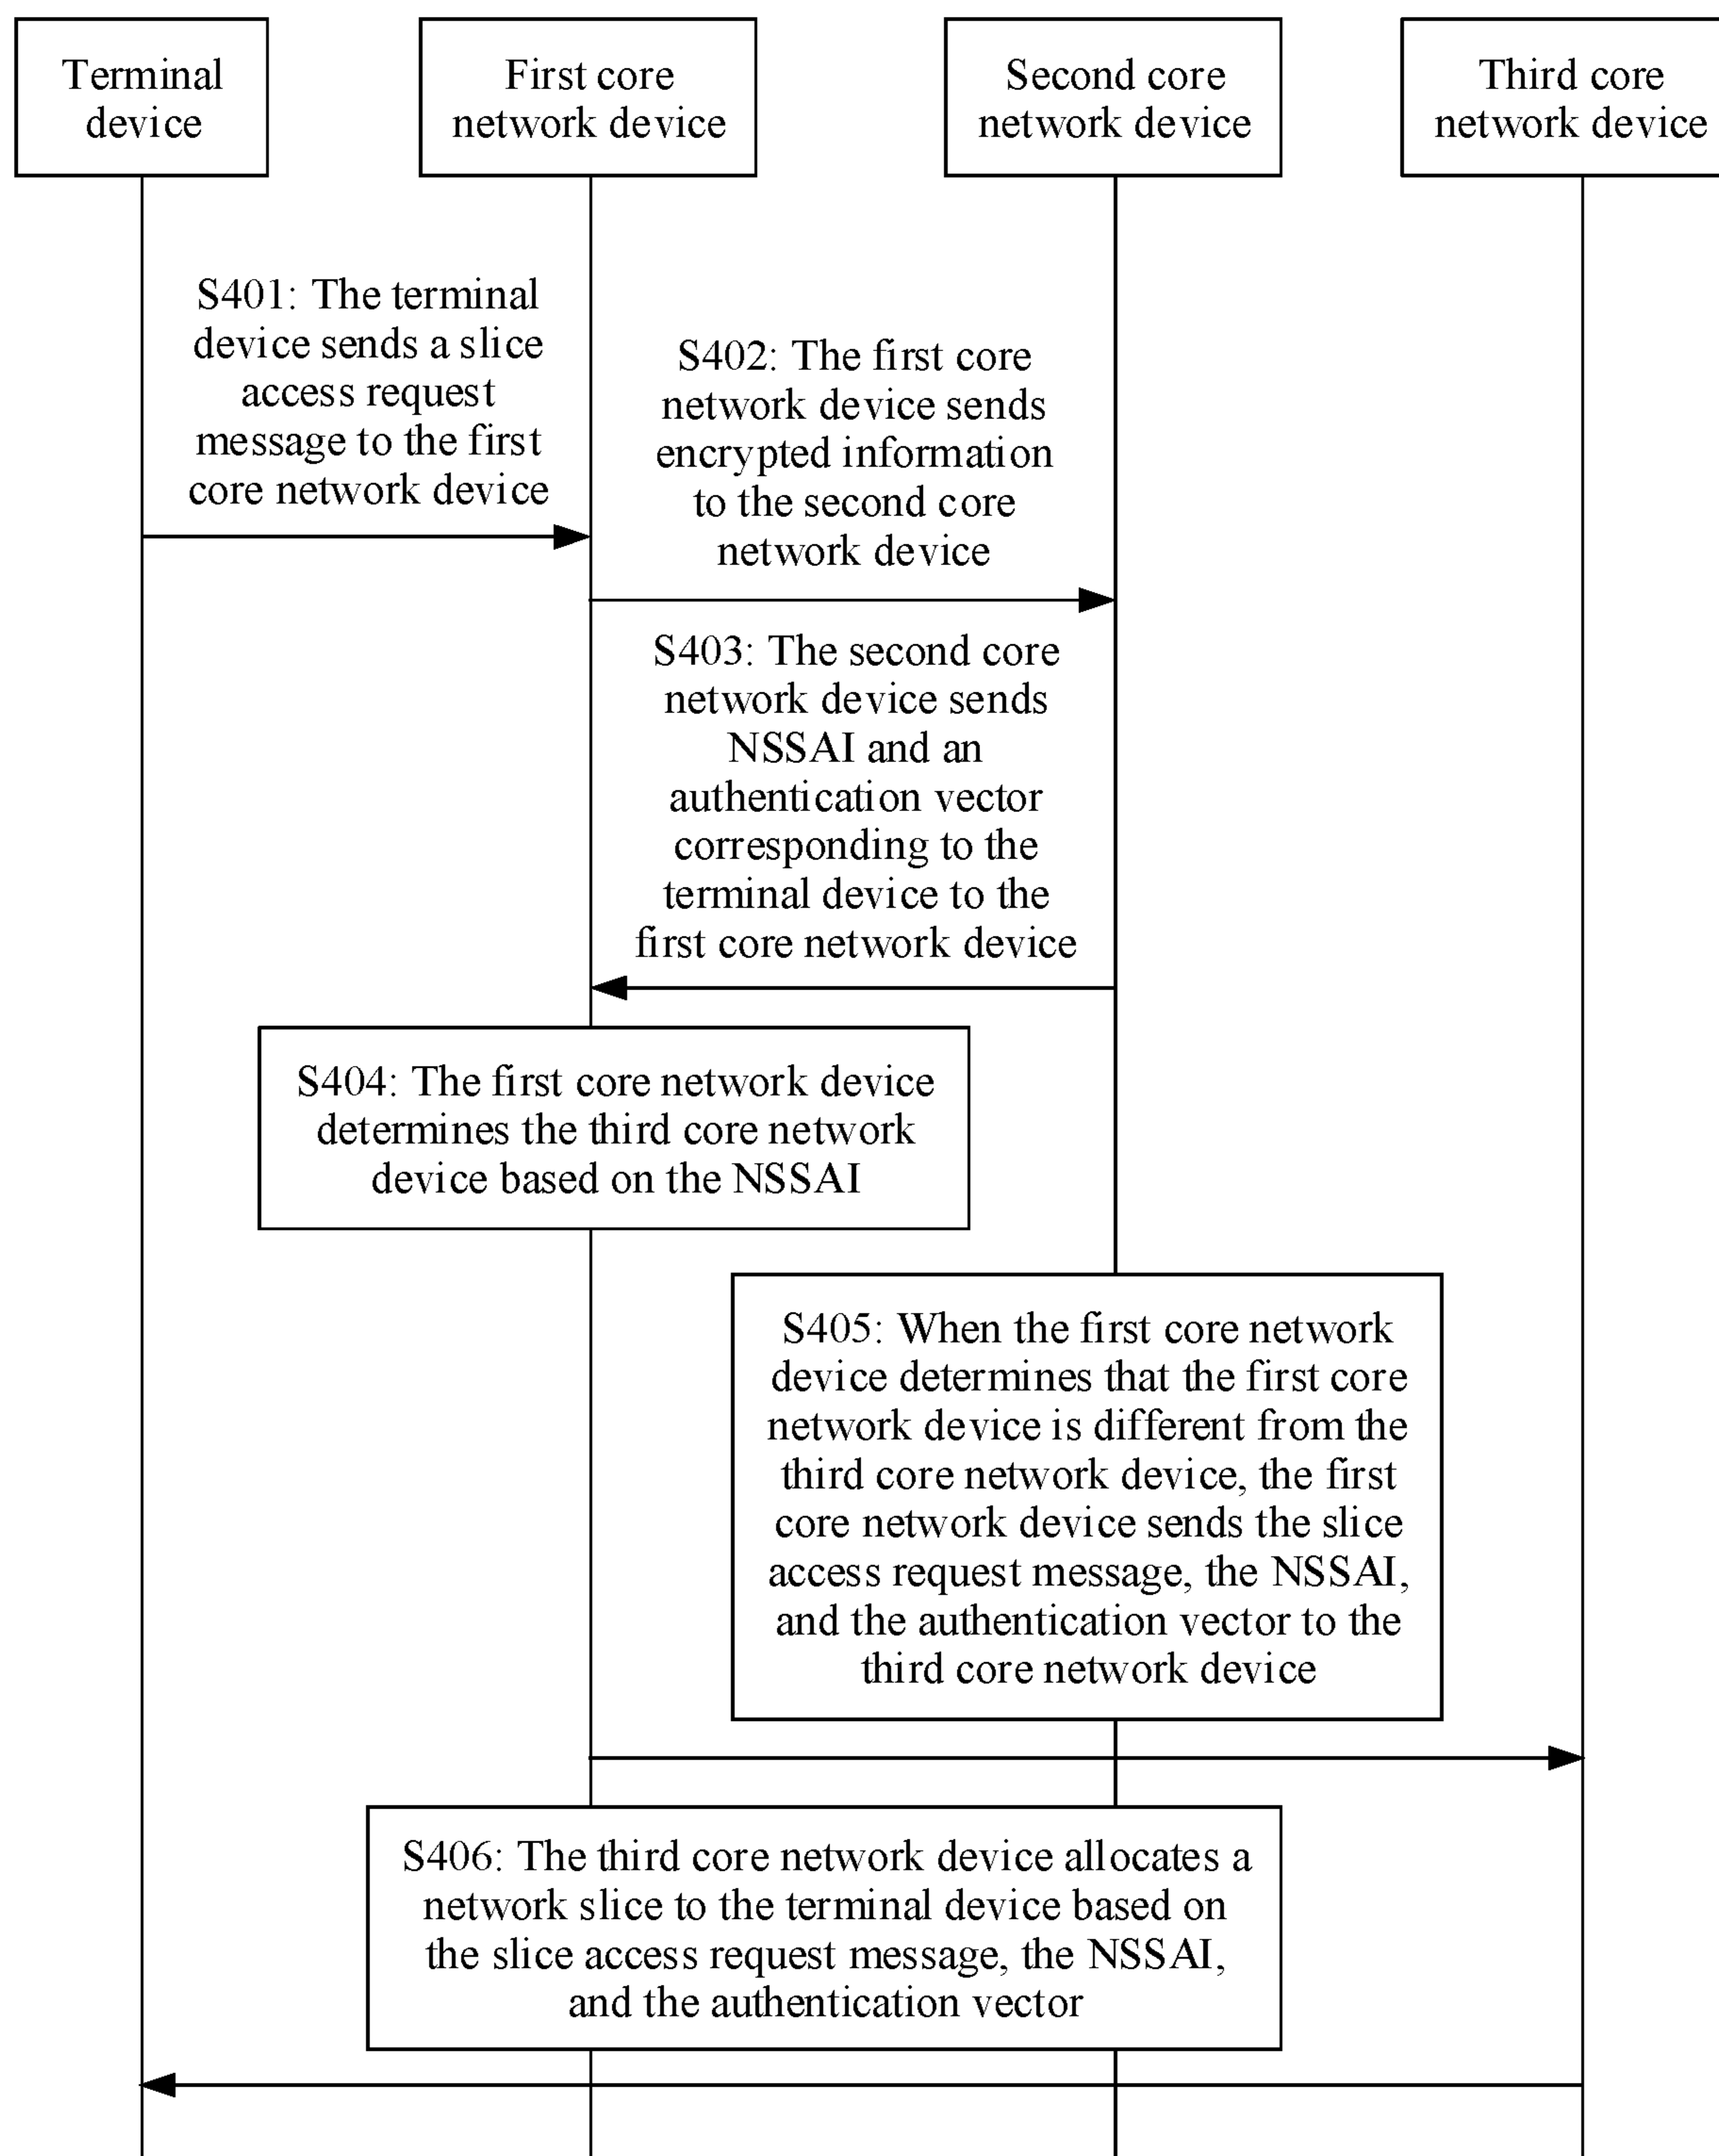 Terminal
device
First core
network device
Second core
network device
Third core
network device
S401: The terminal
device sends a slice
access request
message to the first
core network device
S402: The first core
network device sends
encrypted information
to the second core
network device
S403: The second core
network device sends
NSSAI and an
authentication vector
corresponding to the
terminal device to the
first core network device
S404: The first core network device
determines the third core network
device based on the NSSAI
S405: When the first core network
device determines that the first core
network device is different from the
third core network device, the first
core network device sends the slice
access request message, the NSSAI,
and the authentication vector to the
third core network device
S406: The third core network device allocates a
network slice to the terminal device based on
the slice access request message, the NSSAI,
and the authentication vector